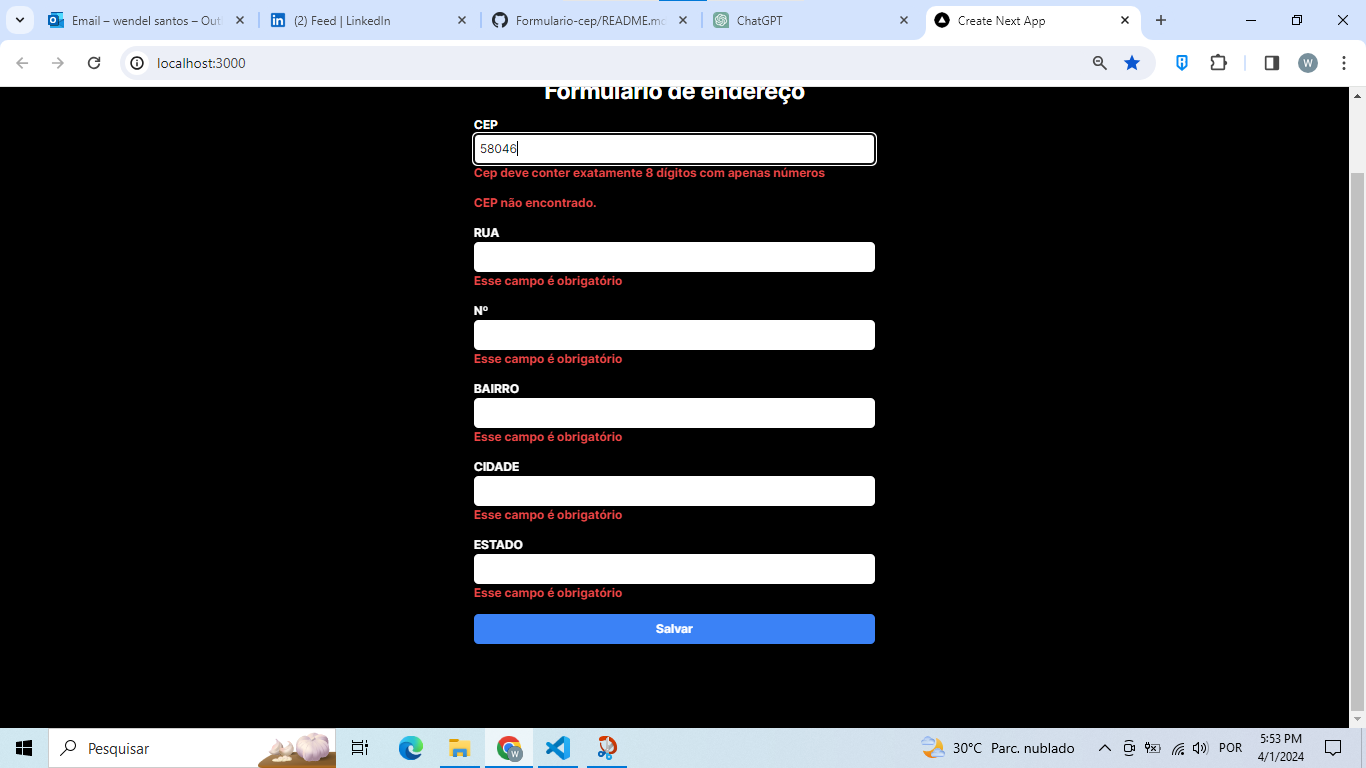 Email – wendel santos – Out
(2) Feed | LinkedIn
Formulario-cep/README.md
ChatGPT
Create Next App
localhost:3000
W
Formulário de endereço
CEP
58046
Cep deve conter exatamente 8 dígitos com apenas números
CEP não encontrado.
RUA
Esse campo é obrigatório
Nº
Esse campo é obrigatório
BAIRRO
Esse campo é obrigatório
CIDADE
Esse campo é obrigatório
ESTADO
Esse campo é obrigatório
Salvar
Pesquisar
W
30°C Parc. nublado
POR
5:53 PM
4/1/2024